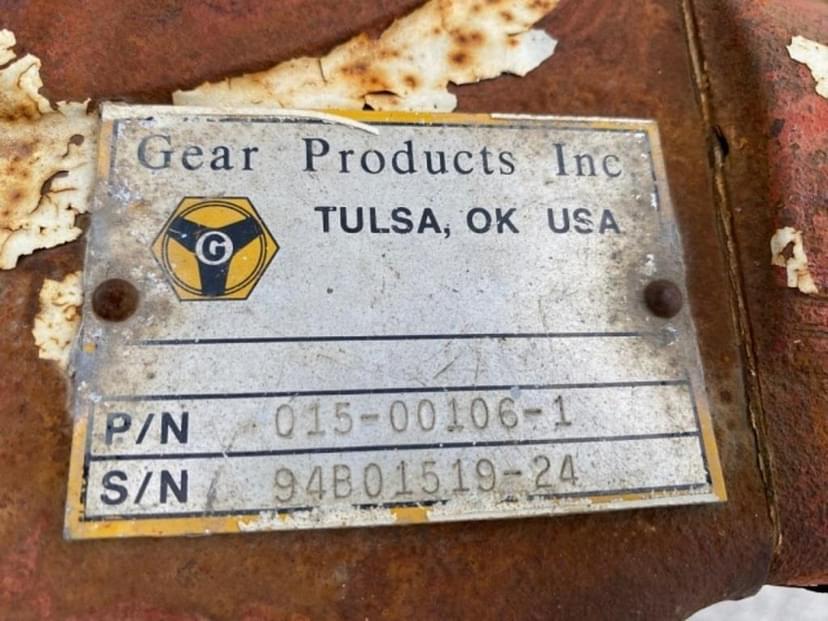 Gear Products Inc
G
TULSA, OK USA
P/N 015-00106-1
S/N 94B01519-24